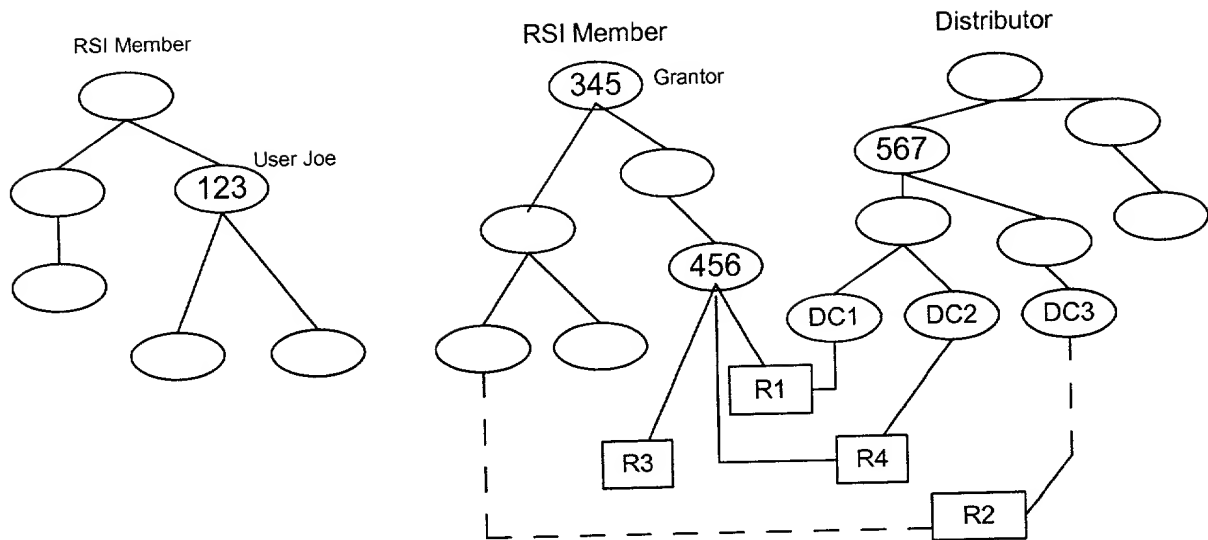 RSI Member
RSI Member
Distributor
345
Grantor
567
User Joe
123
456
DC1
DC2
DC3
R1
R3
R4
R2